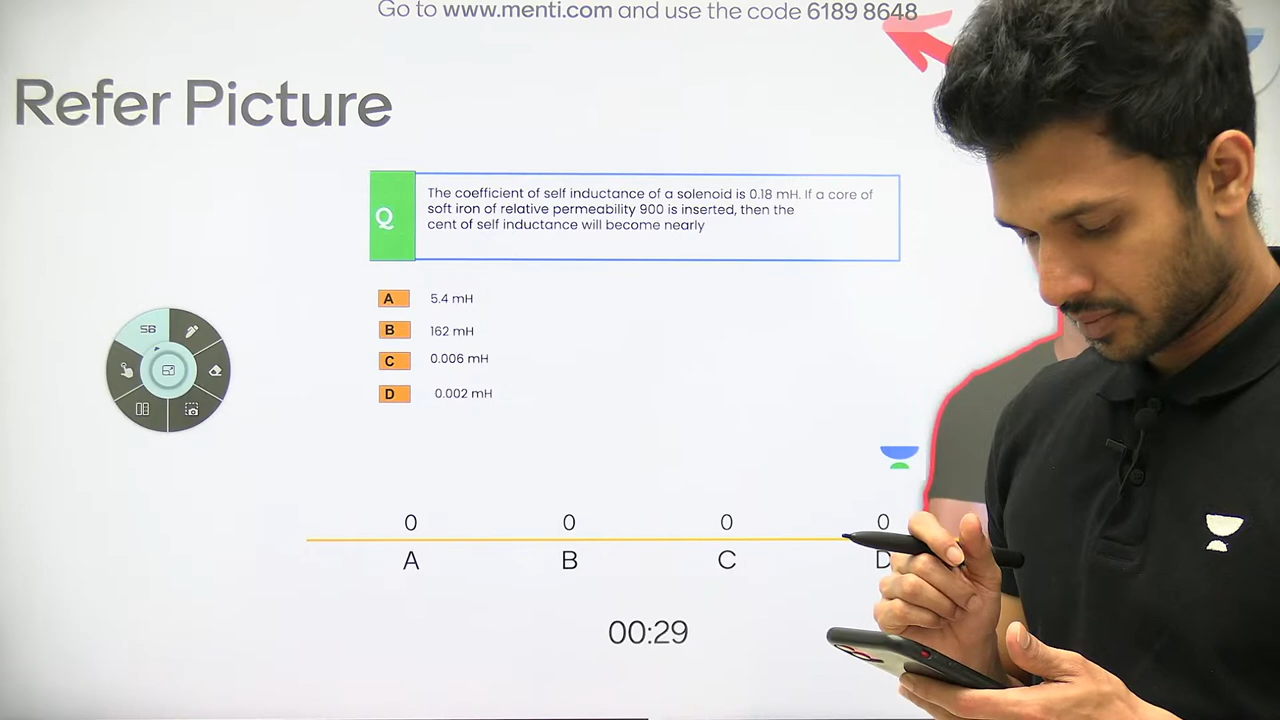 Go to www.menti.com and use the code 6189 8648
Refer Picture
Q
The coefficient of self inductance of a solenoid is 0.18 mH. If a core of
soft iron of relative permeability 900 is inserted, then the
cent of self inductance will become nearly
A 5.4 mH
B 162 mH
C 0.006 mH
D 0.002 mH
0 0 0 0
A B C D
00:29